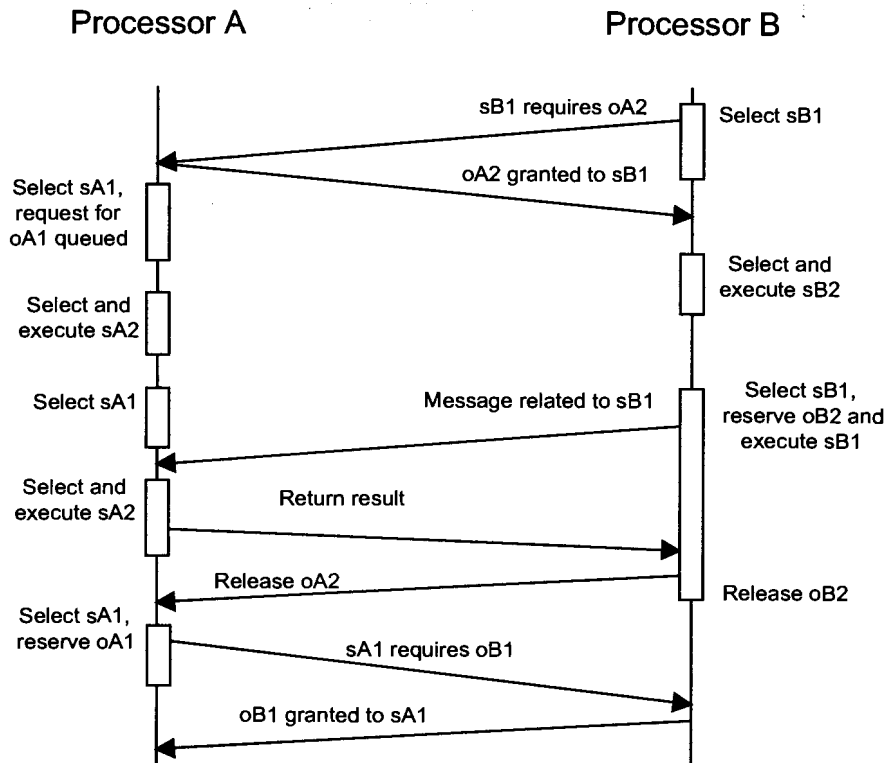 Processor A
Processor B
sB1 requires oA2
Select sB1
oA2 granted to sB1
Select sA1,
request for
oA1 queued
Select and
execute sB2
Select and
execute sA2
Select sA1
Message related to sB1
Select sB1,
reserve oB2 and
execute sB1
Select and
execute sA2
Return result
Release oA2
Release oB2
Select sA1,
reserve oA1
sA1 requires oB1
oB1 granted to sA1